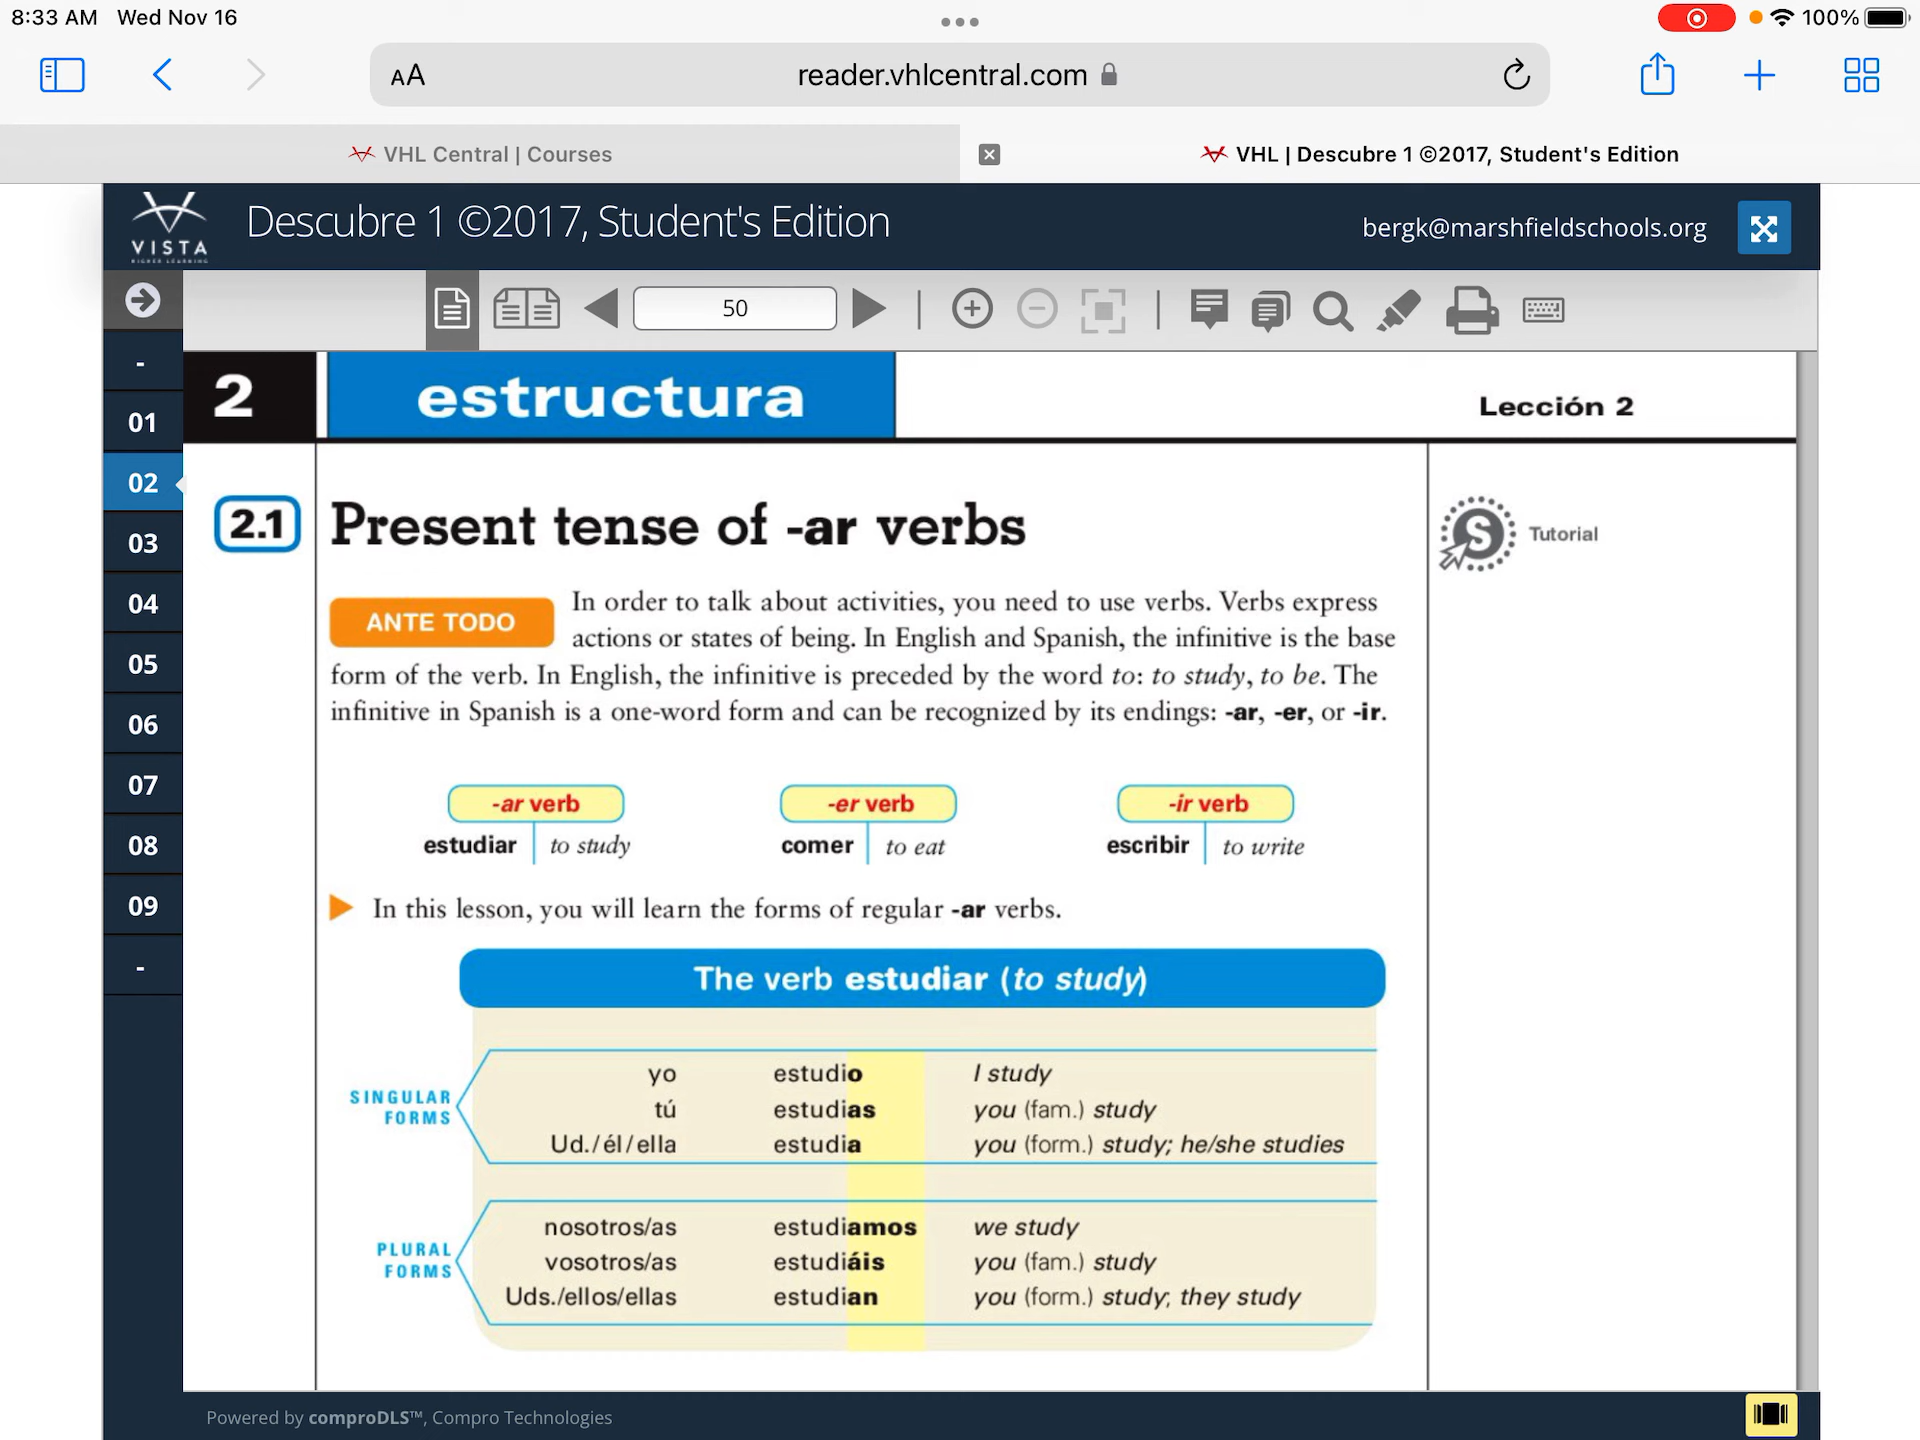 8:33 AM Wed Nov 16
100%
AA
reader.vhlcentral.com
VHL Central | Courses
VHL | Descubre 1 ©2017, Student's Edition
VISTA
HIGHER LEARNING
Descubre 1 ©2017, Student's Edition
bergk@marshfieldschools.org
50
-
01
02
03
04
05
06
07
08
09
-
2
estructura
Lección 2
2.1
Present tense of -ar verbs
S
Tutorial
ANTE TODO
In order to talk about activities, you need to use verbs. Verbs express
actions or states of being. In English and Spanish, the infinitive is the base
form of the verb. In English, the infinitive is preceded by the word to: to study, to be. The
infinitive in Spanish is a one-word form and can be recognized by its endings: -ar, -er, or -ir.
-ar verb
estudiar to study
-er verb
comer to eat
-ir verb
escribir to write
In this lesson, you will learn the forms of regular -ar verbs.
The verb estudiar (to study)
SINGULAR
FORMS
yo estudio I study
tú estudias you (fam.) study
Ud./él/ella estudia you (form.) study; he/she studies
PLURAL
FORMS
nosotros/as estudiamos we study
vosotros/as estudiáis you (fam.) study
Uds./ellos/ellas estudian you (form.) study; they study
Powered by comproDLS™, Compro Technologies